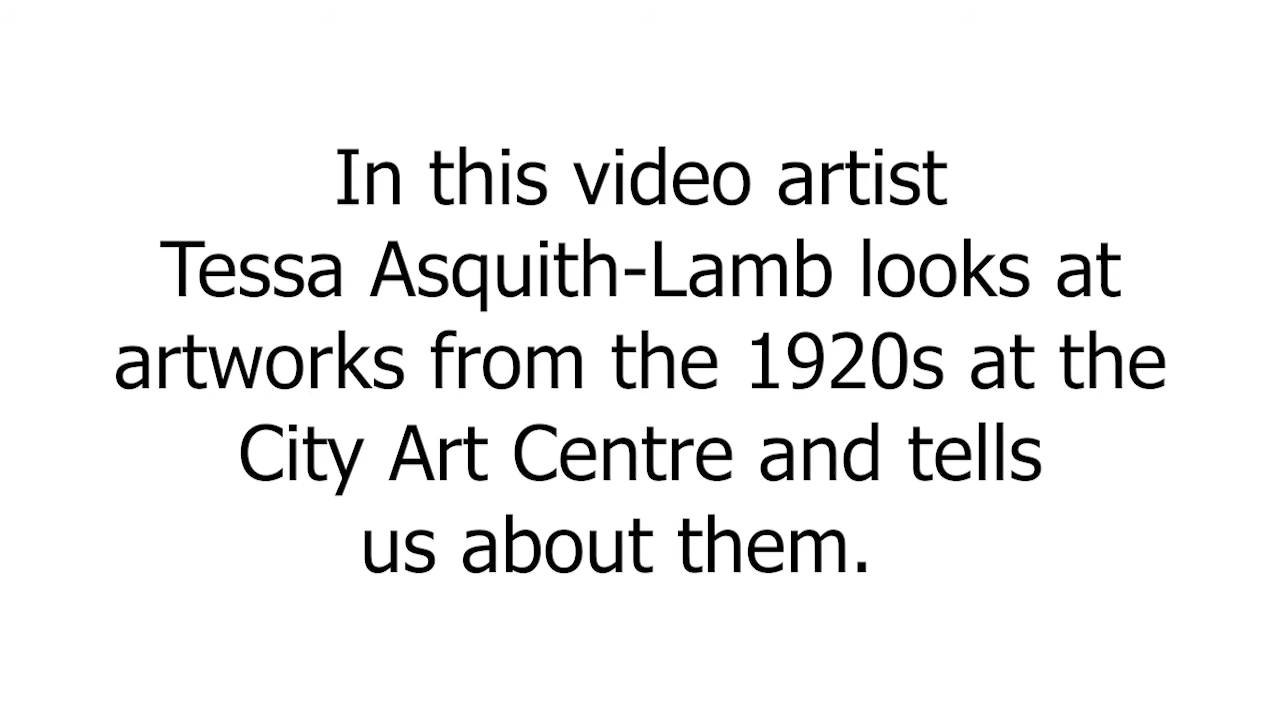 In this video artist
Tessa Asquith-Lamb looks at
artworks from the 1920s at the
City Art Centre and tells
us about them.